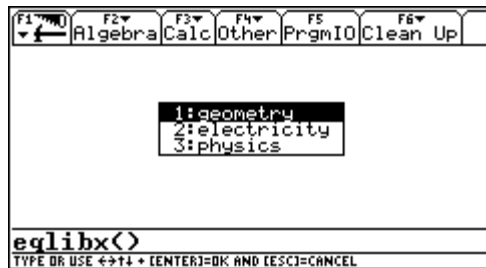 F1 F2 F3 F4 F5 F6
Algebra Calc Other PrgmIO Clean Up
1:geometry
2:electricity
3:physics
eqlibx()
TYPE OR USE ←→↑↓ + [ENTER]=OK AND [ESC]=CANCEL